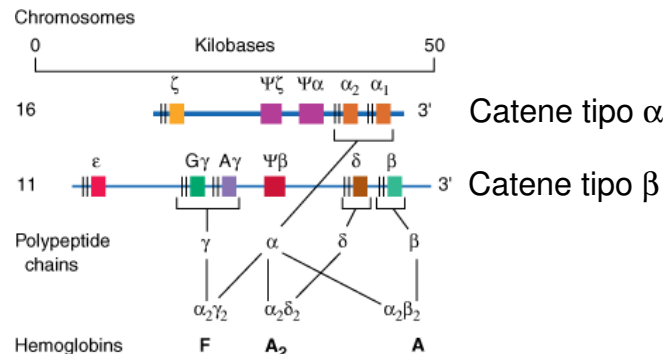 Chromosomes
0 Kilobases 50
ζ Ψζ Ψα α₂ α₁
16 3' Catene tipo α
ε Gγ Aγ Ψβ δ β
11 3' Catene tipo β
Polypeptide γ α δ β
chains
α₂γ₂ α₂δ₂ α₂β₂
Hemoglobins F A₂ A